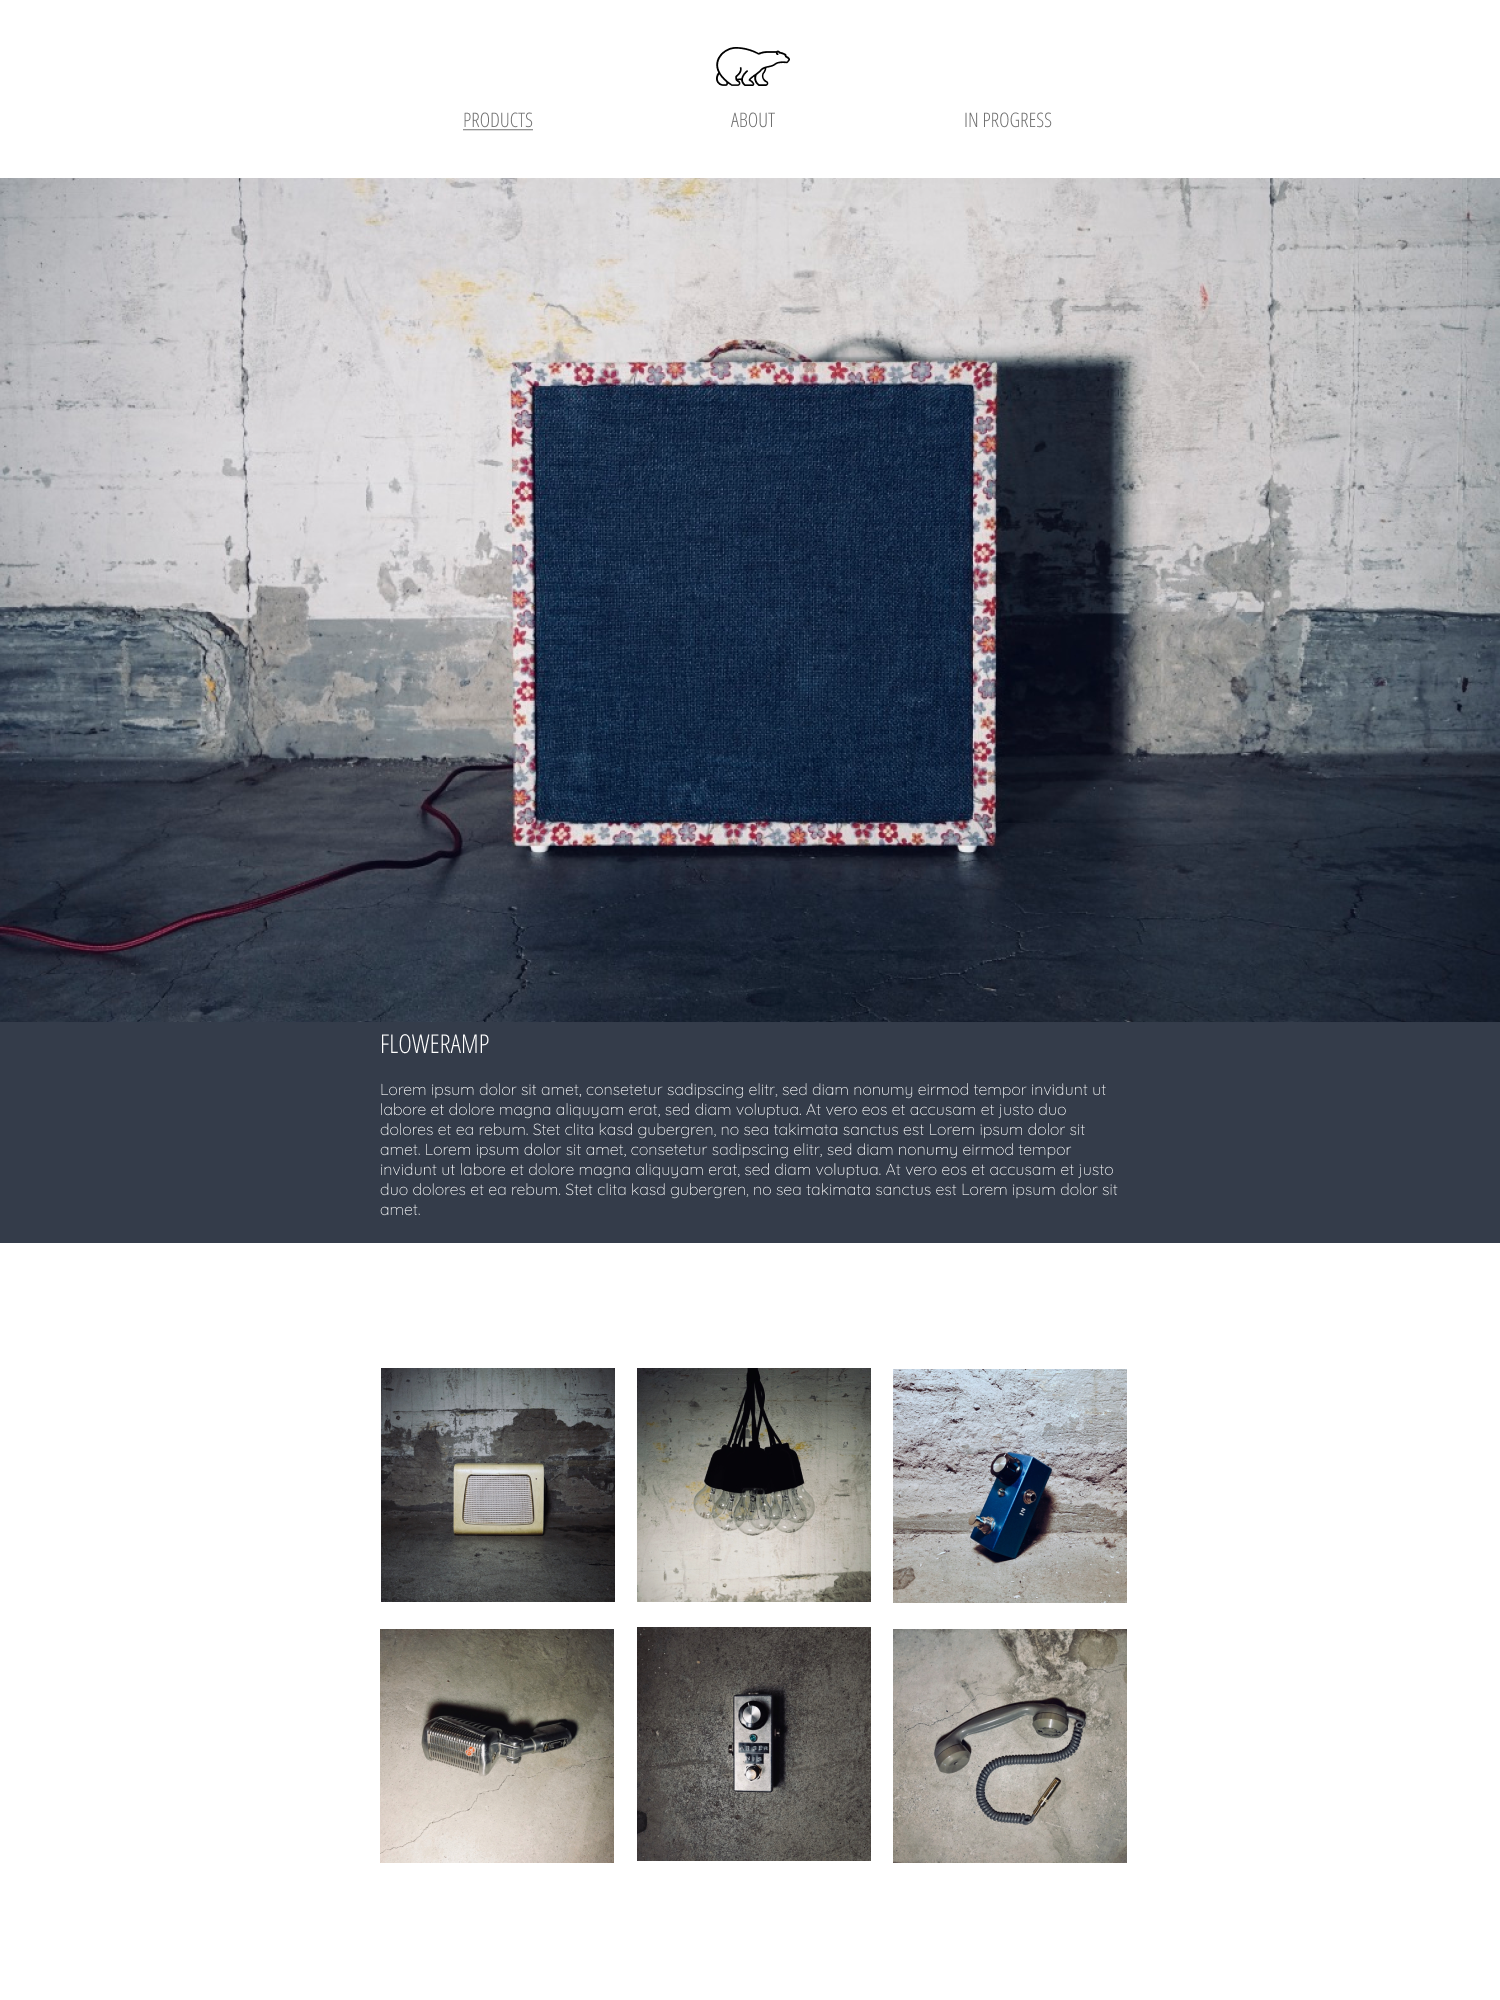 PRODUCTS
ABOUT
IN PROGRESS
FLOWERAMP
Lorem ipsum dolor sit amet, consetetur sadipscing elitr, sed diam nonumy eirmod tempor invidunt ut
labore et dolore magna aliquyam erat, sed diam voluptua. At vero eos et accusam et justo duo
dolores et ea rebum. Stet clita kasd gubergren, no sea takimata sanctus est Lorem ipsum dolor sit
amet. Lorem ipsum dolor sit amet, consetetur sadipscing elitr, sed diam nonumy eirmod tempor
invidunt ut labore et dolore magna aliquyam erat, sed diam voluptua. At vero eos et accusam et justo
duo dolores et ea rebum. Stet clita kasd gubergren, no sea takimata sanctus est Lorem ipsum dolor sit
amet.